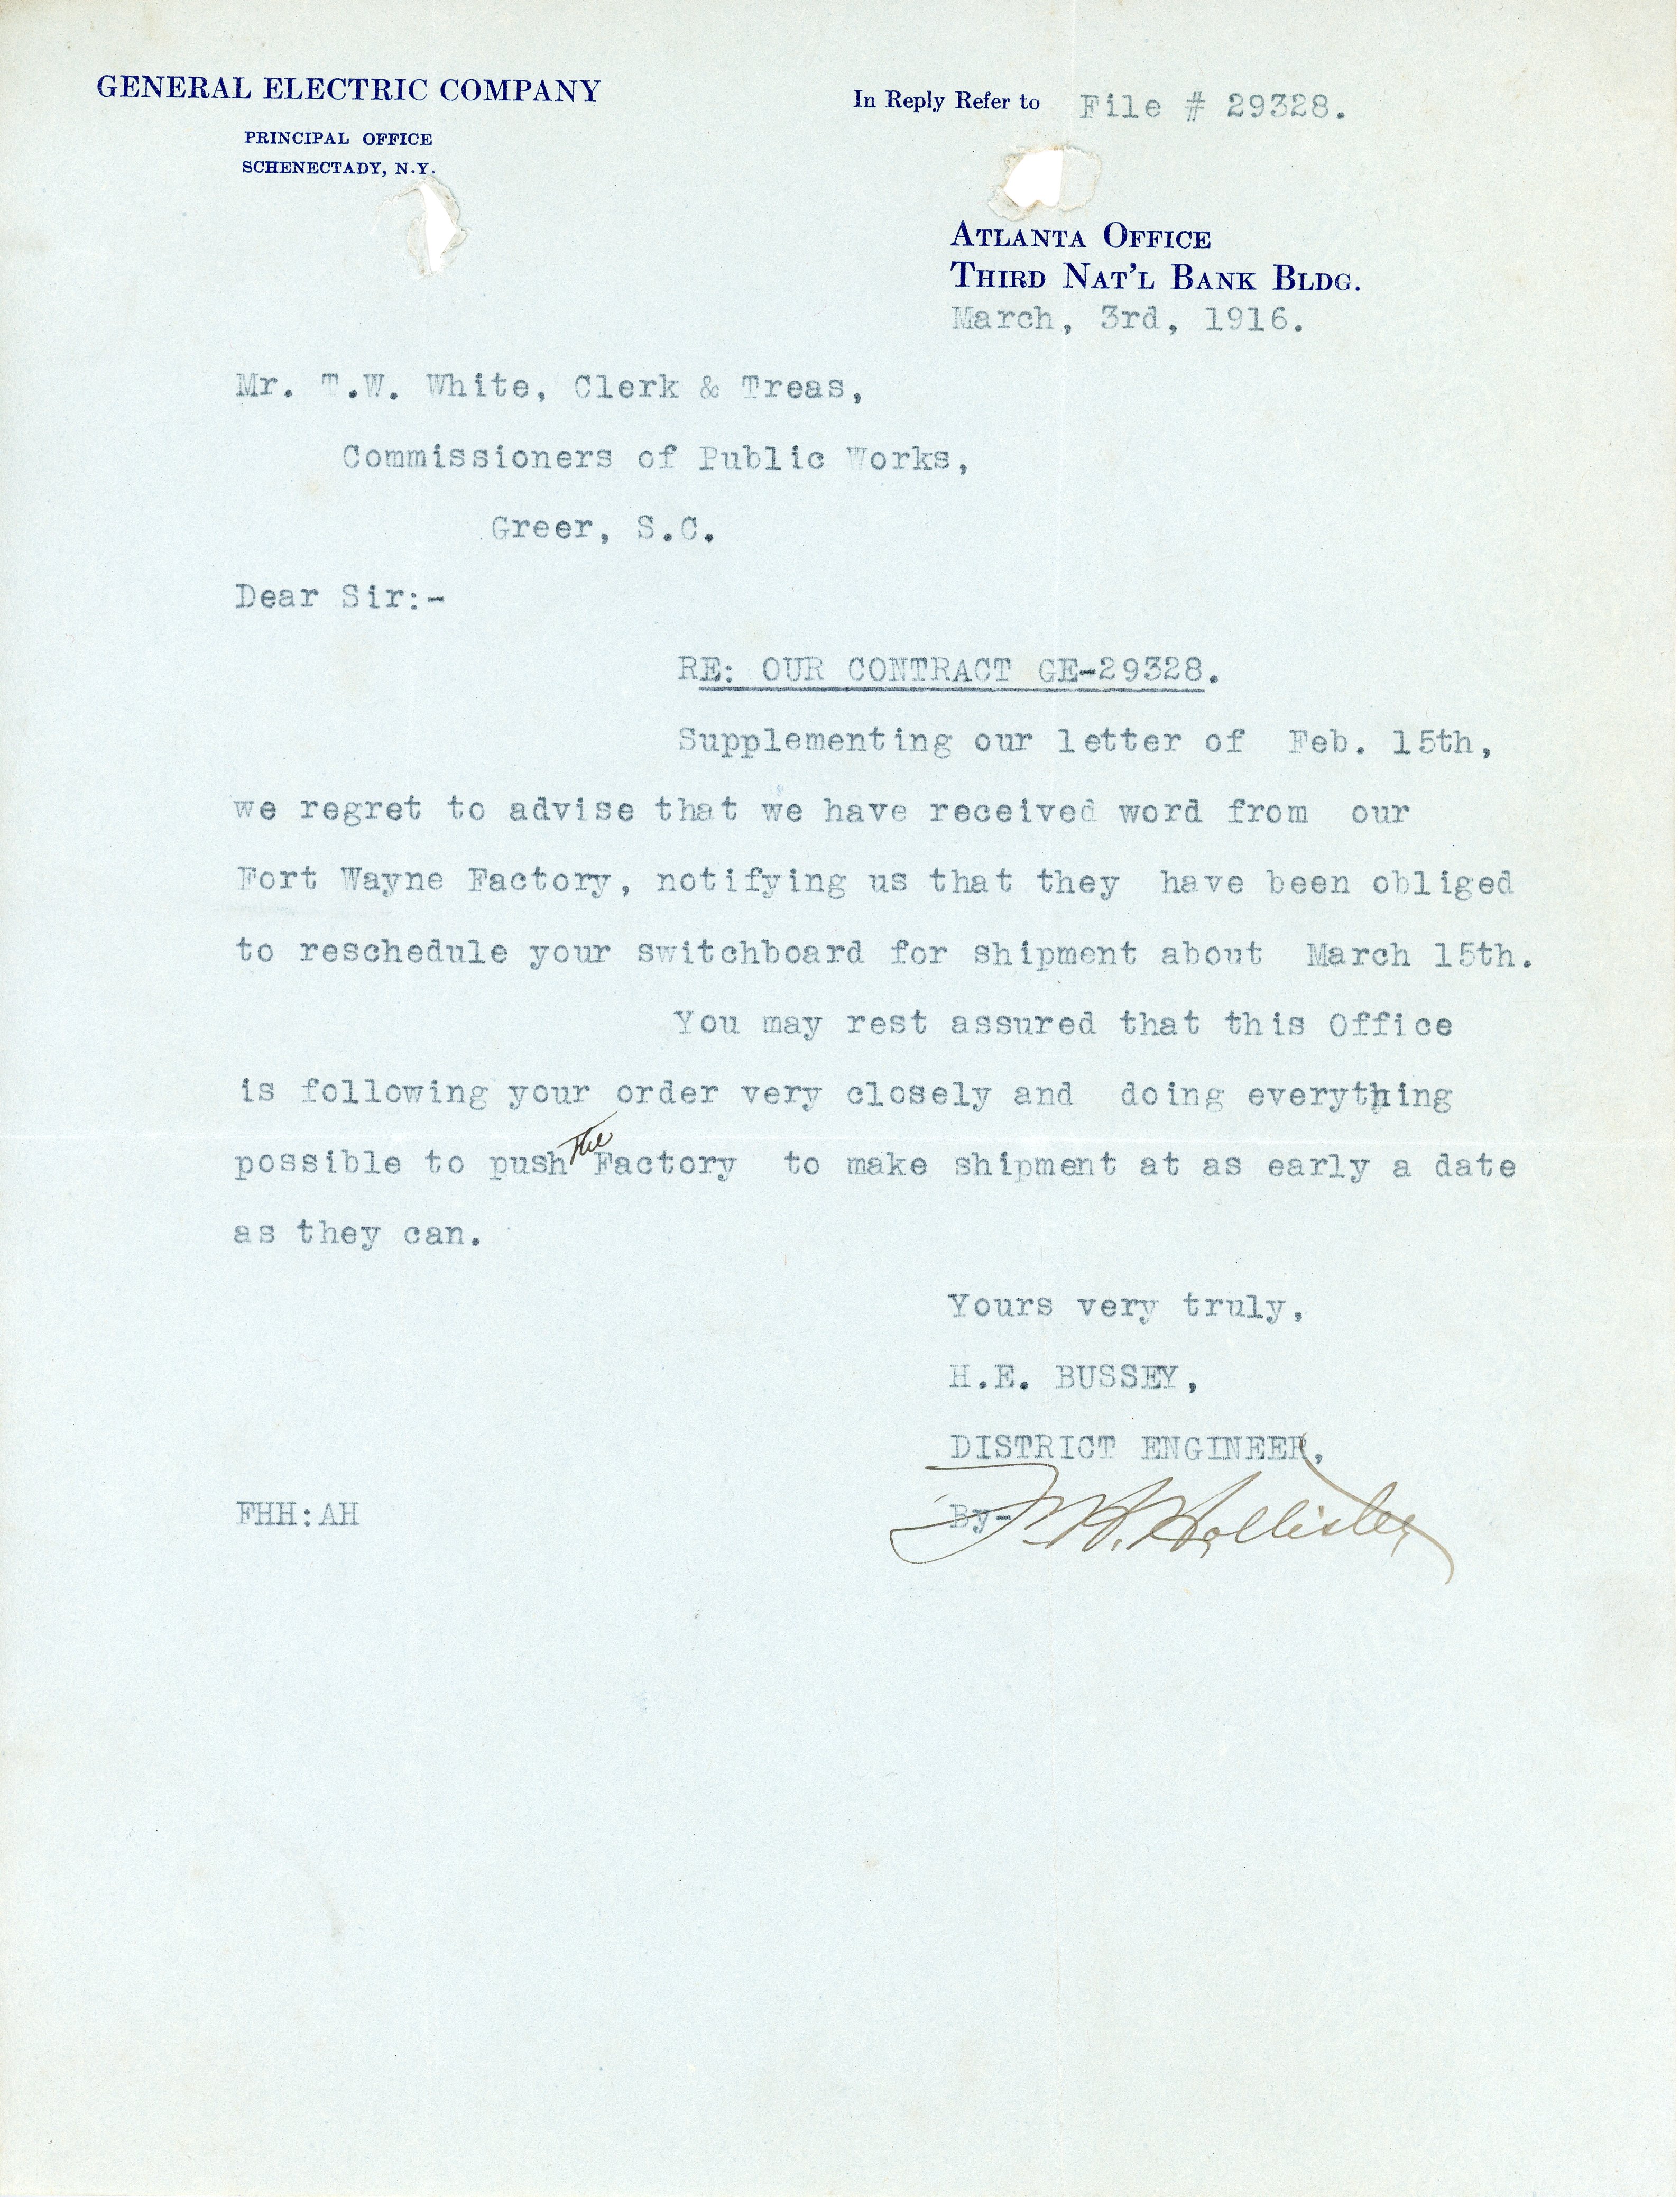 GENERAL ELECTRIC COMPANY
PRINCIPAL OFFICE
SCHENECTADY, N.Y.
In Reply Refer to File # 29328.
ATLANTA OFFICE
THIRD NAT'L BANK BLDG.
March, 3rd, 1916.
Mr. T.W. White, Clerk & Treas,
Commissioners of Public Works,
Greer, S.C.
Dear Sir:-
RE: OUR CONTRACT GE-29328.
Supplementing our letter of Feb. 15th,
we regret to advise that we have received word from our
Fort Wayne Factory, notifying us that they have been obliged
to reschedule your switchboard for shipment about March 15th.
You may rest assured that this Office
is following your order very closely and doing everything
possible to push the Factory to make shipment at as early a date
as they can.
Yours very truly,
H.E. BUSSEY,
DISTRICT ENGINEER,
FHH:AH
By- F.H. Hollister